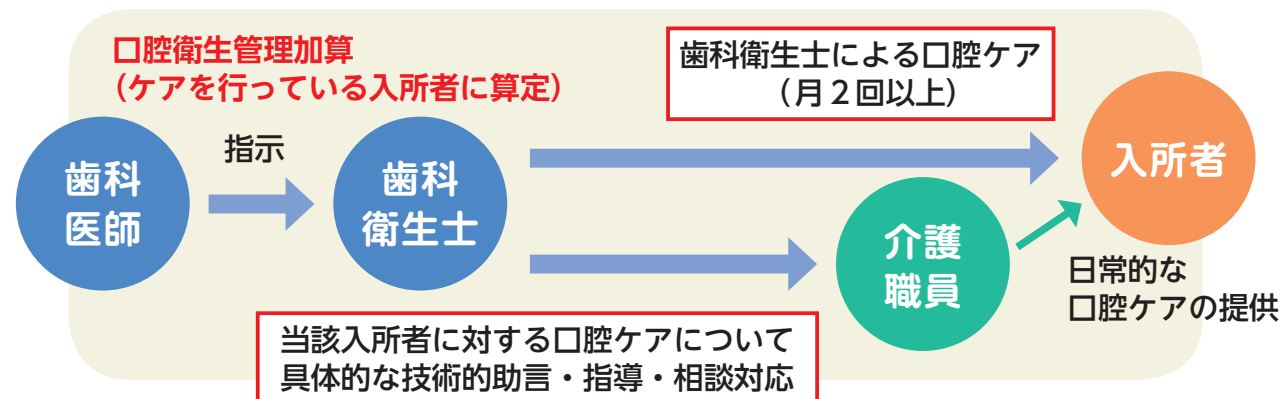 口腔衛生管理加算
（ケアを行っている入所者に算定）
歯科衛生士による口腔ケア
（月２回以上）
歯科
医師
指示
歯科
衛生士
入所者
介護
職員
日常的な
口腔ケアの提供
当該入所者に対する口腔ケアについて
具体的な技術的助言・指導・相談対応